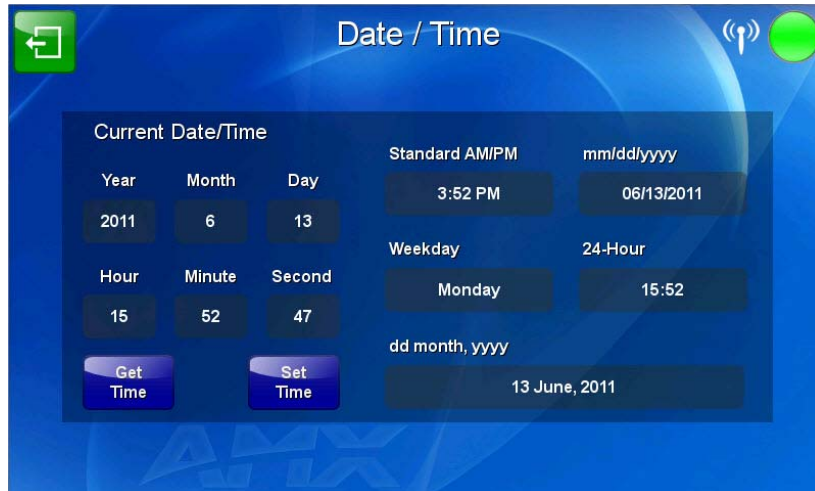 Date / Time
Current Date/Time
Year Month Day
2011 6 13
Hour Minute Second
15 52 47
Get Time
Set Time
Standard AM/PM
3:52 PM
mm/dd/yyyy
06/13/2011
Weekday
Monday
24-Hour
15:52
dd month, yyyy
13 June, 2011
AMX